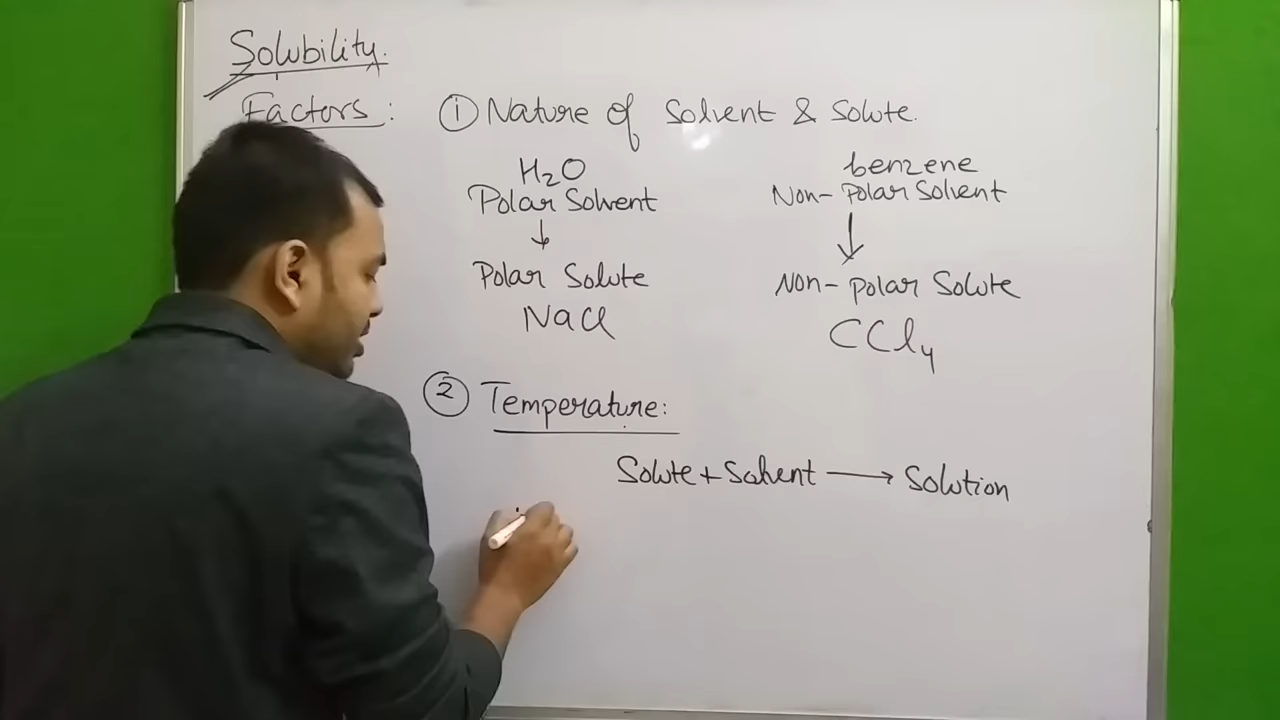 Solubility.
Factors : ① Nature of Solvent & Solute.
H₂O
Polar Solvent
↓
Polar Solute
NaCl
benzene
Non-Polar Solvent
↓
Non-polar Solute
CCl₄
② Temperature:
Solute + Solvent ⟶ Solution